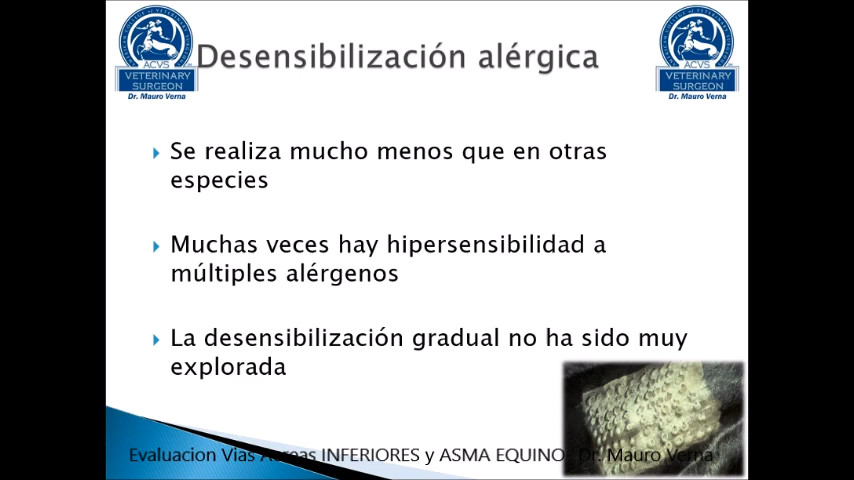 Desensibilización alérgica
ACVS
VETERINARY
SURGEON
Dr. Mauro Verna
ACVS
VETERINARY
SURGEON
Dr. Mauro Verna
Se realiza mucho menos que en otras
especies
Muchas veces hay hipersensibilidad a
múltiples alérgenos
La desensibilización gradual no ha sido muy
explorada
Evaluacion Vias Aereas INFERIORES y ASMA EQUINO- Dr. Mauro Verna